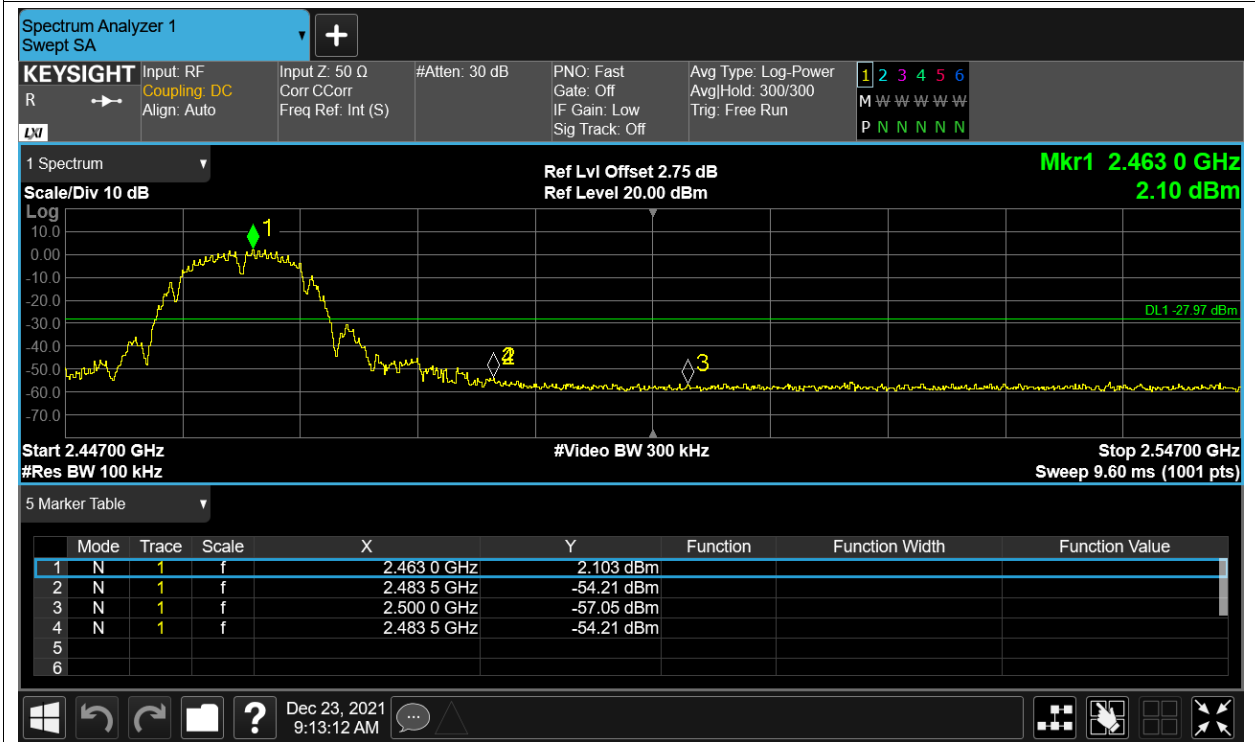 Spectrum Analyzer 1
Swept SA
KEYSIGHT Input: RF Input Z: 50 Ω #Atten: 30 dB PNO: Fast Avg Type: Log-Power 1 2 3 4 5 6
R Coupling: DC Corr CCorr Gate: Off Avg|Hold: 300/300 M W W W W W W
Align: Auto Freq Ref: Int (S) IF Gain: Low Trig: Free Run
LXI Sig Track: Off P N N N N N N
1 Spectrum Ref Lvl Offset 2.75 dB Mkr1 2.463 0 GHz
Scale/Div 10 dB Ref Level 20.00 dBm 2.10 dBm
Log
10.0 1
0.00
-10.0
-20.0
DL1 -27.97 dBm
-30.0
-40.0
-50.0 2 3
-60.0
-70.0
Start 2.44700 GHz #Video BW 300 kHz Stop 2.54700 GHz
#Res BW 100 kHz Sweep 9.60 ms (1001 pts)
5 Marker Table
Mode Trace Scale X Y Function Function Width Function Value
1 N 1 f 2.463 0 GHz 2.103 dBm
2 N 1 f 2.483 5 GHz -54.21 dBm
3 N 1 f 2.500 0 GHz -57.05 dBm
4 N 1 f 2.483 5 GHz -54.21 dBm
5
6
? Dec 23, 2021
9:13:12 AM